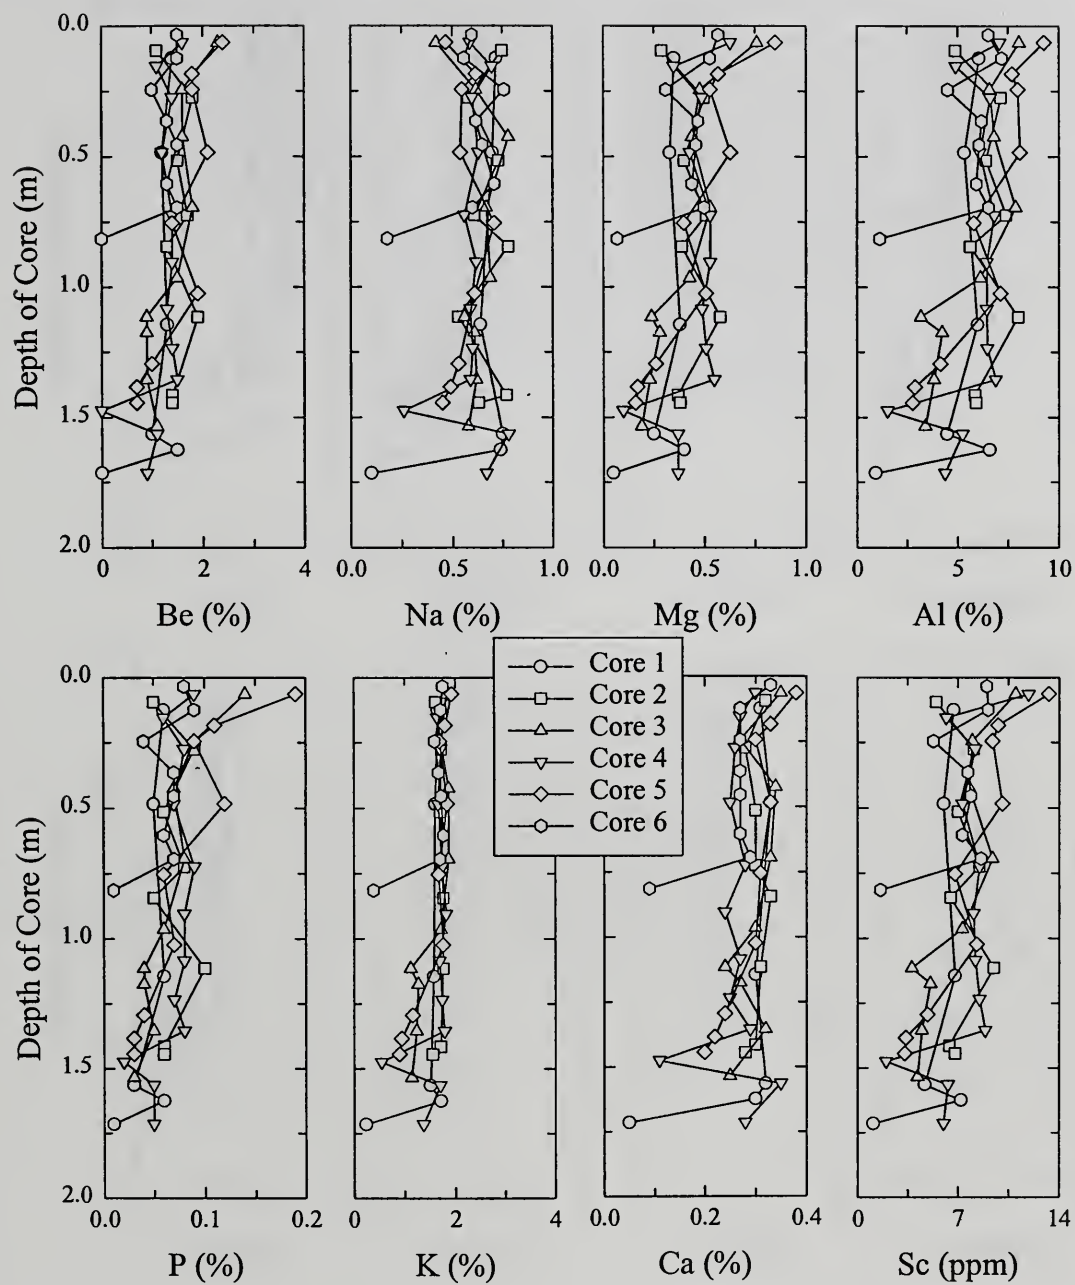 0.0
0.5
1.0
1.5
2.0
Depth of Core (m)
0 2 4
0.0 0.5 1.0
0.0 0.5 1.0
0 5 10
Be (%)
Na (%)
Mg (%)
Al (%)
Core 1
Core 2
Core 3
Core 4
Core 5
Core 6
0.0
0.5
1.0
1.5
2.0
Depth of Core (m)
0.0 0.1 0.2
0 2 4
0.0 0.2 0.4
0 7 14
P (%)
K (%)
Ca (%)
Sc (ppm)